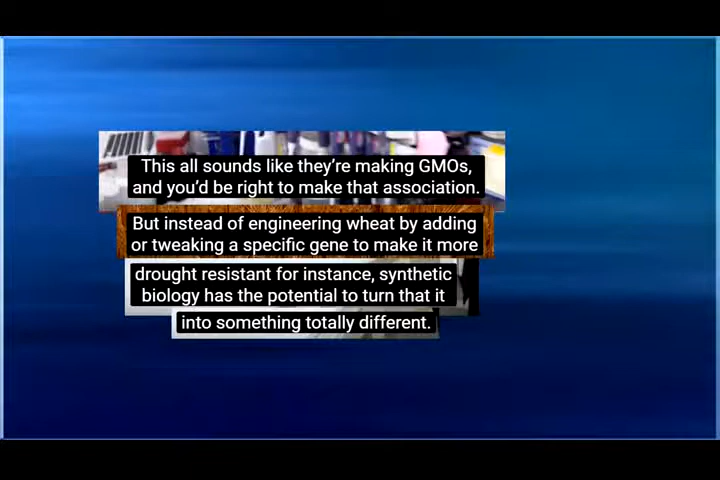 This all sounds like they're making GMOs,
and you'd be right to make that association.
But instead of engineering wheat by adding
or tweaking a specific gene to make it more
drought resistant for instance, synthetic
biology has the potential to turn that it
into something totally different.